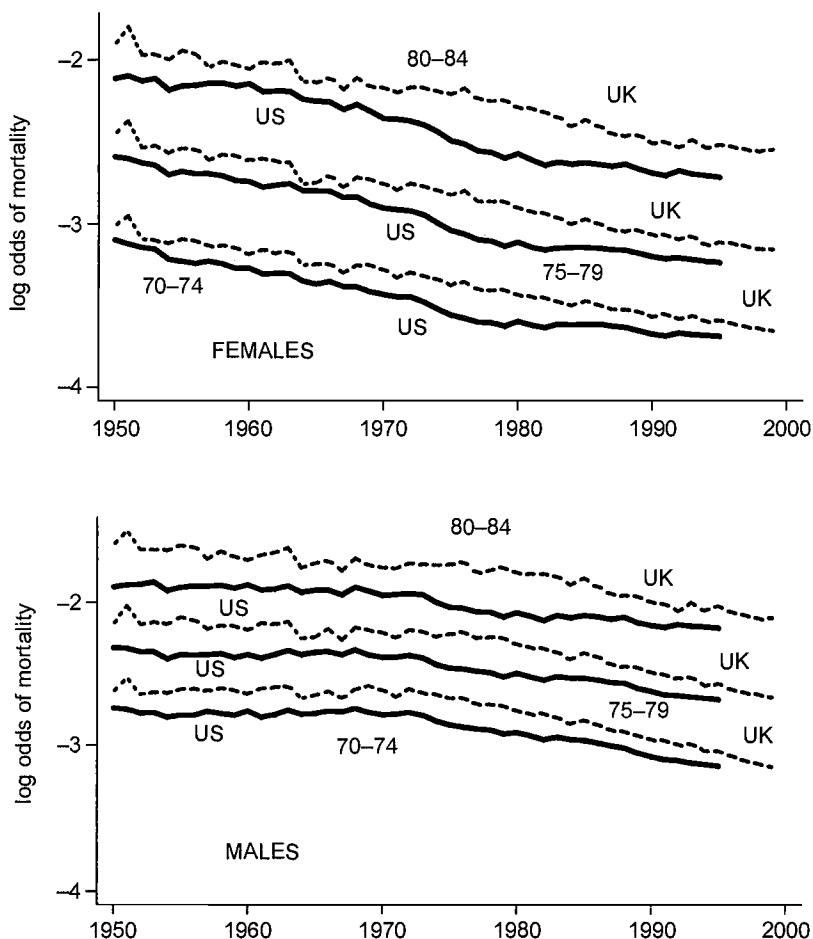 log odds of mortality
–2
–3
–4
80–84
UK
US
UK
US
75–79
70–74
UK
US
FEMALES
1950 1960 1970 1980 1990 2000
log odds of mortality
–2
–3
–4
80–84
UK
US
UK
US
75–79
UK
US
70–74
MALES
1950 1960 1970 1980 1990 2000